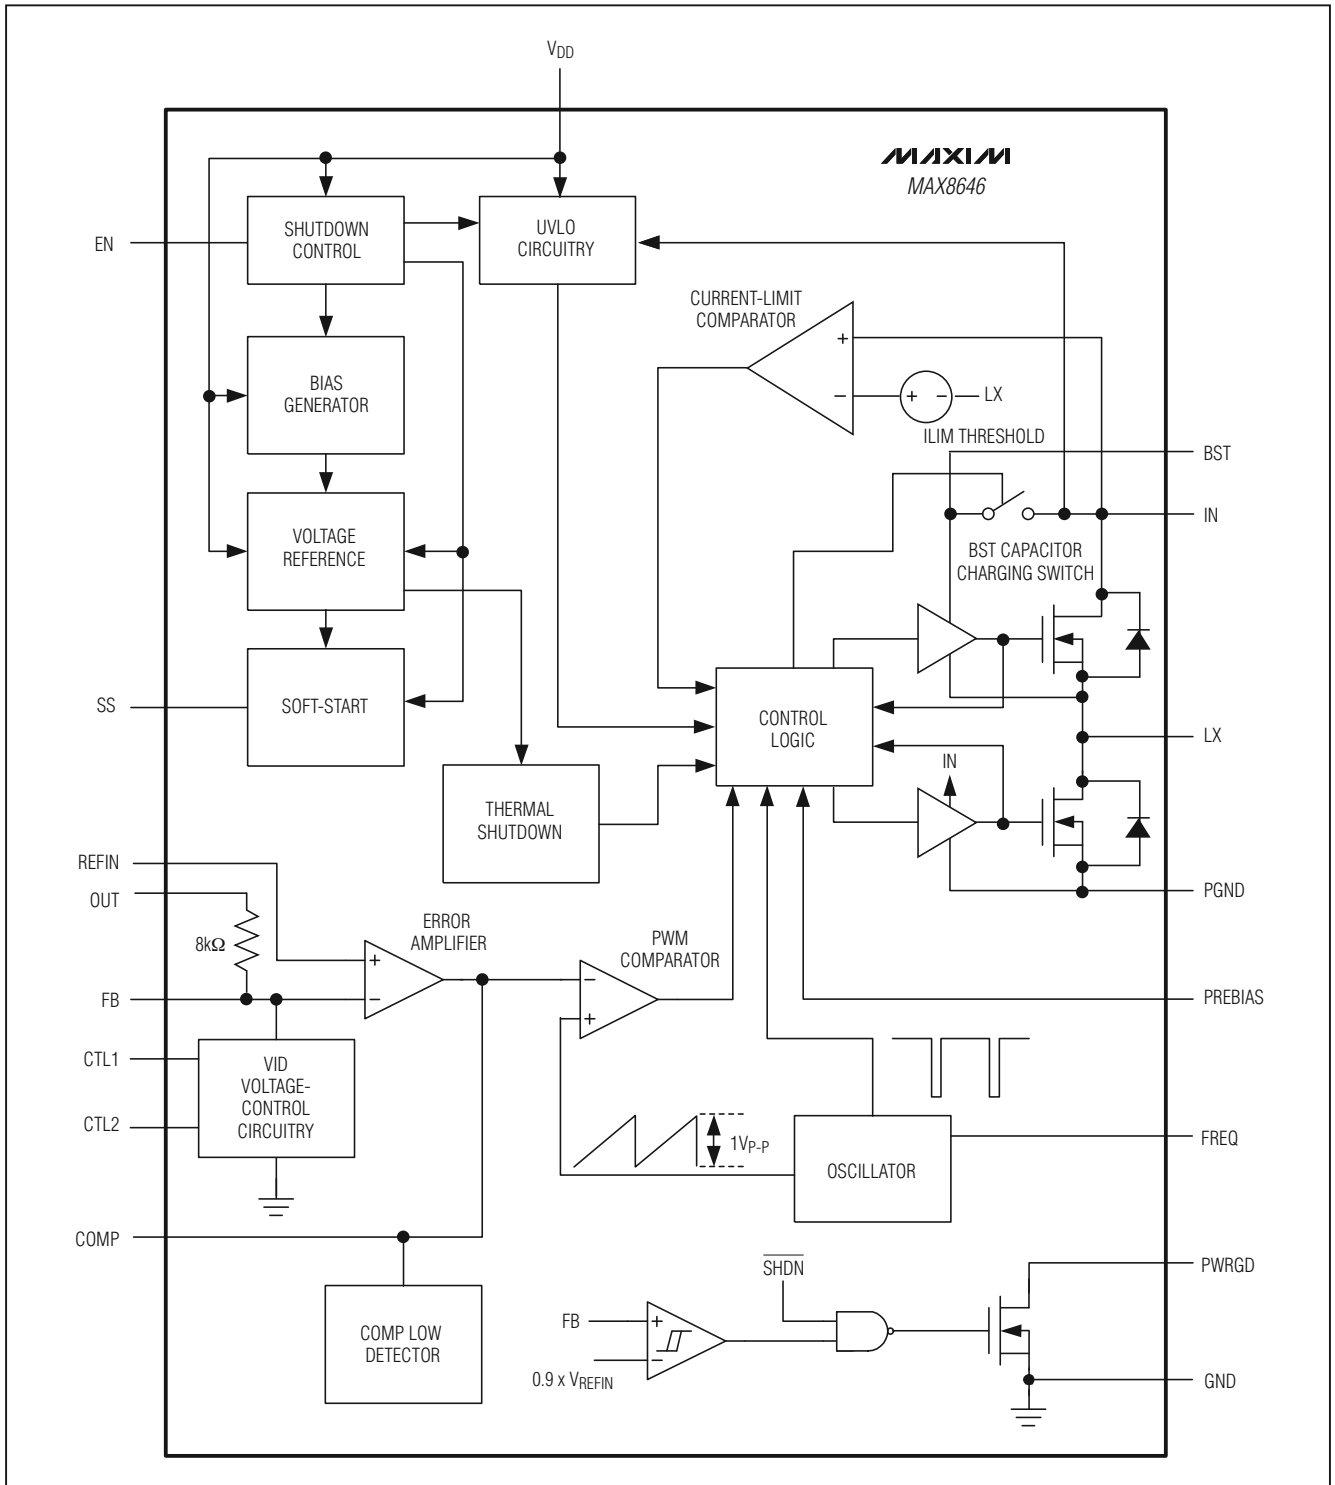 VDD
MAXIM
MAX8646
EN
SHUTDOWN
CONTROL
UVLO
CIRCUITRY
CURRENT-LIMIT
COMPARATOR
+
−
+ −
LX
ILIM THRESHOLD
BIAS
GENERATOR
BST
IN
VOLTAGE
REFERENCE
BST CAPACITOR
CHARGING SWITCH
SS
SOFT-START
CONTROL
LOGIC
LX
IN
THERMAL
SHUTDOWN
REFIN
OUT
PGND
8kΩ
ERROR
AMPLIFIER
+
−
PWM
COMPARATOR
−
+
FB
PREBIAS
CTL1
CTL2
VID
VOLTAGE-
CONTROL
CIRCUITRY
1VP-P
OSCILLATOR
FREQ
COMP
COMP LOW
DETECTOR
SHDN
FB
+
−
0.9 x VREFIN
PWRGD
GND